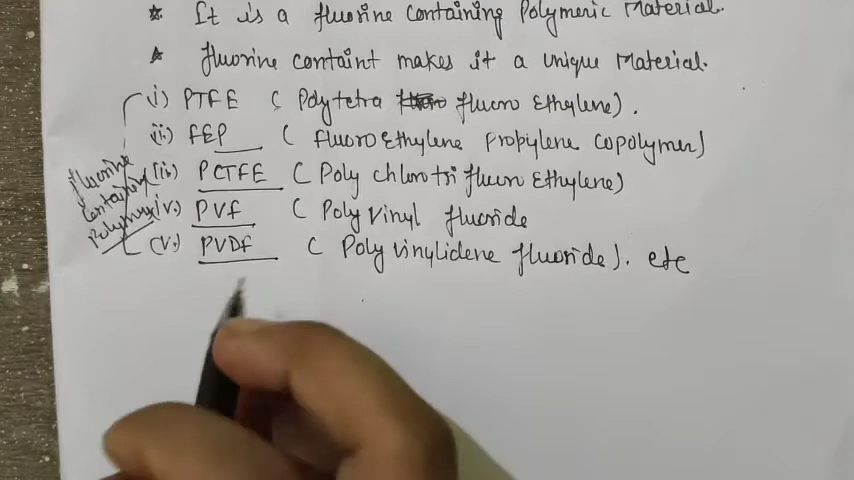 ★ It is a fluorine Containing Polymeric Material.
★ fluorine containt makes it a unique Material.
i) PTFE ( Polytetra fluoro Ethylene).
(ii) FEP ( fluoro Ethylene propylene copolymer)
(iii) PCTFE ( Poly chloro tri fluoro Ethylene)
(iv.) PVf ( Poly vinyl fluoride
(v.) PVDf ( Poly vinylidene fluoride). etc
fluorine
Containing
Polymers